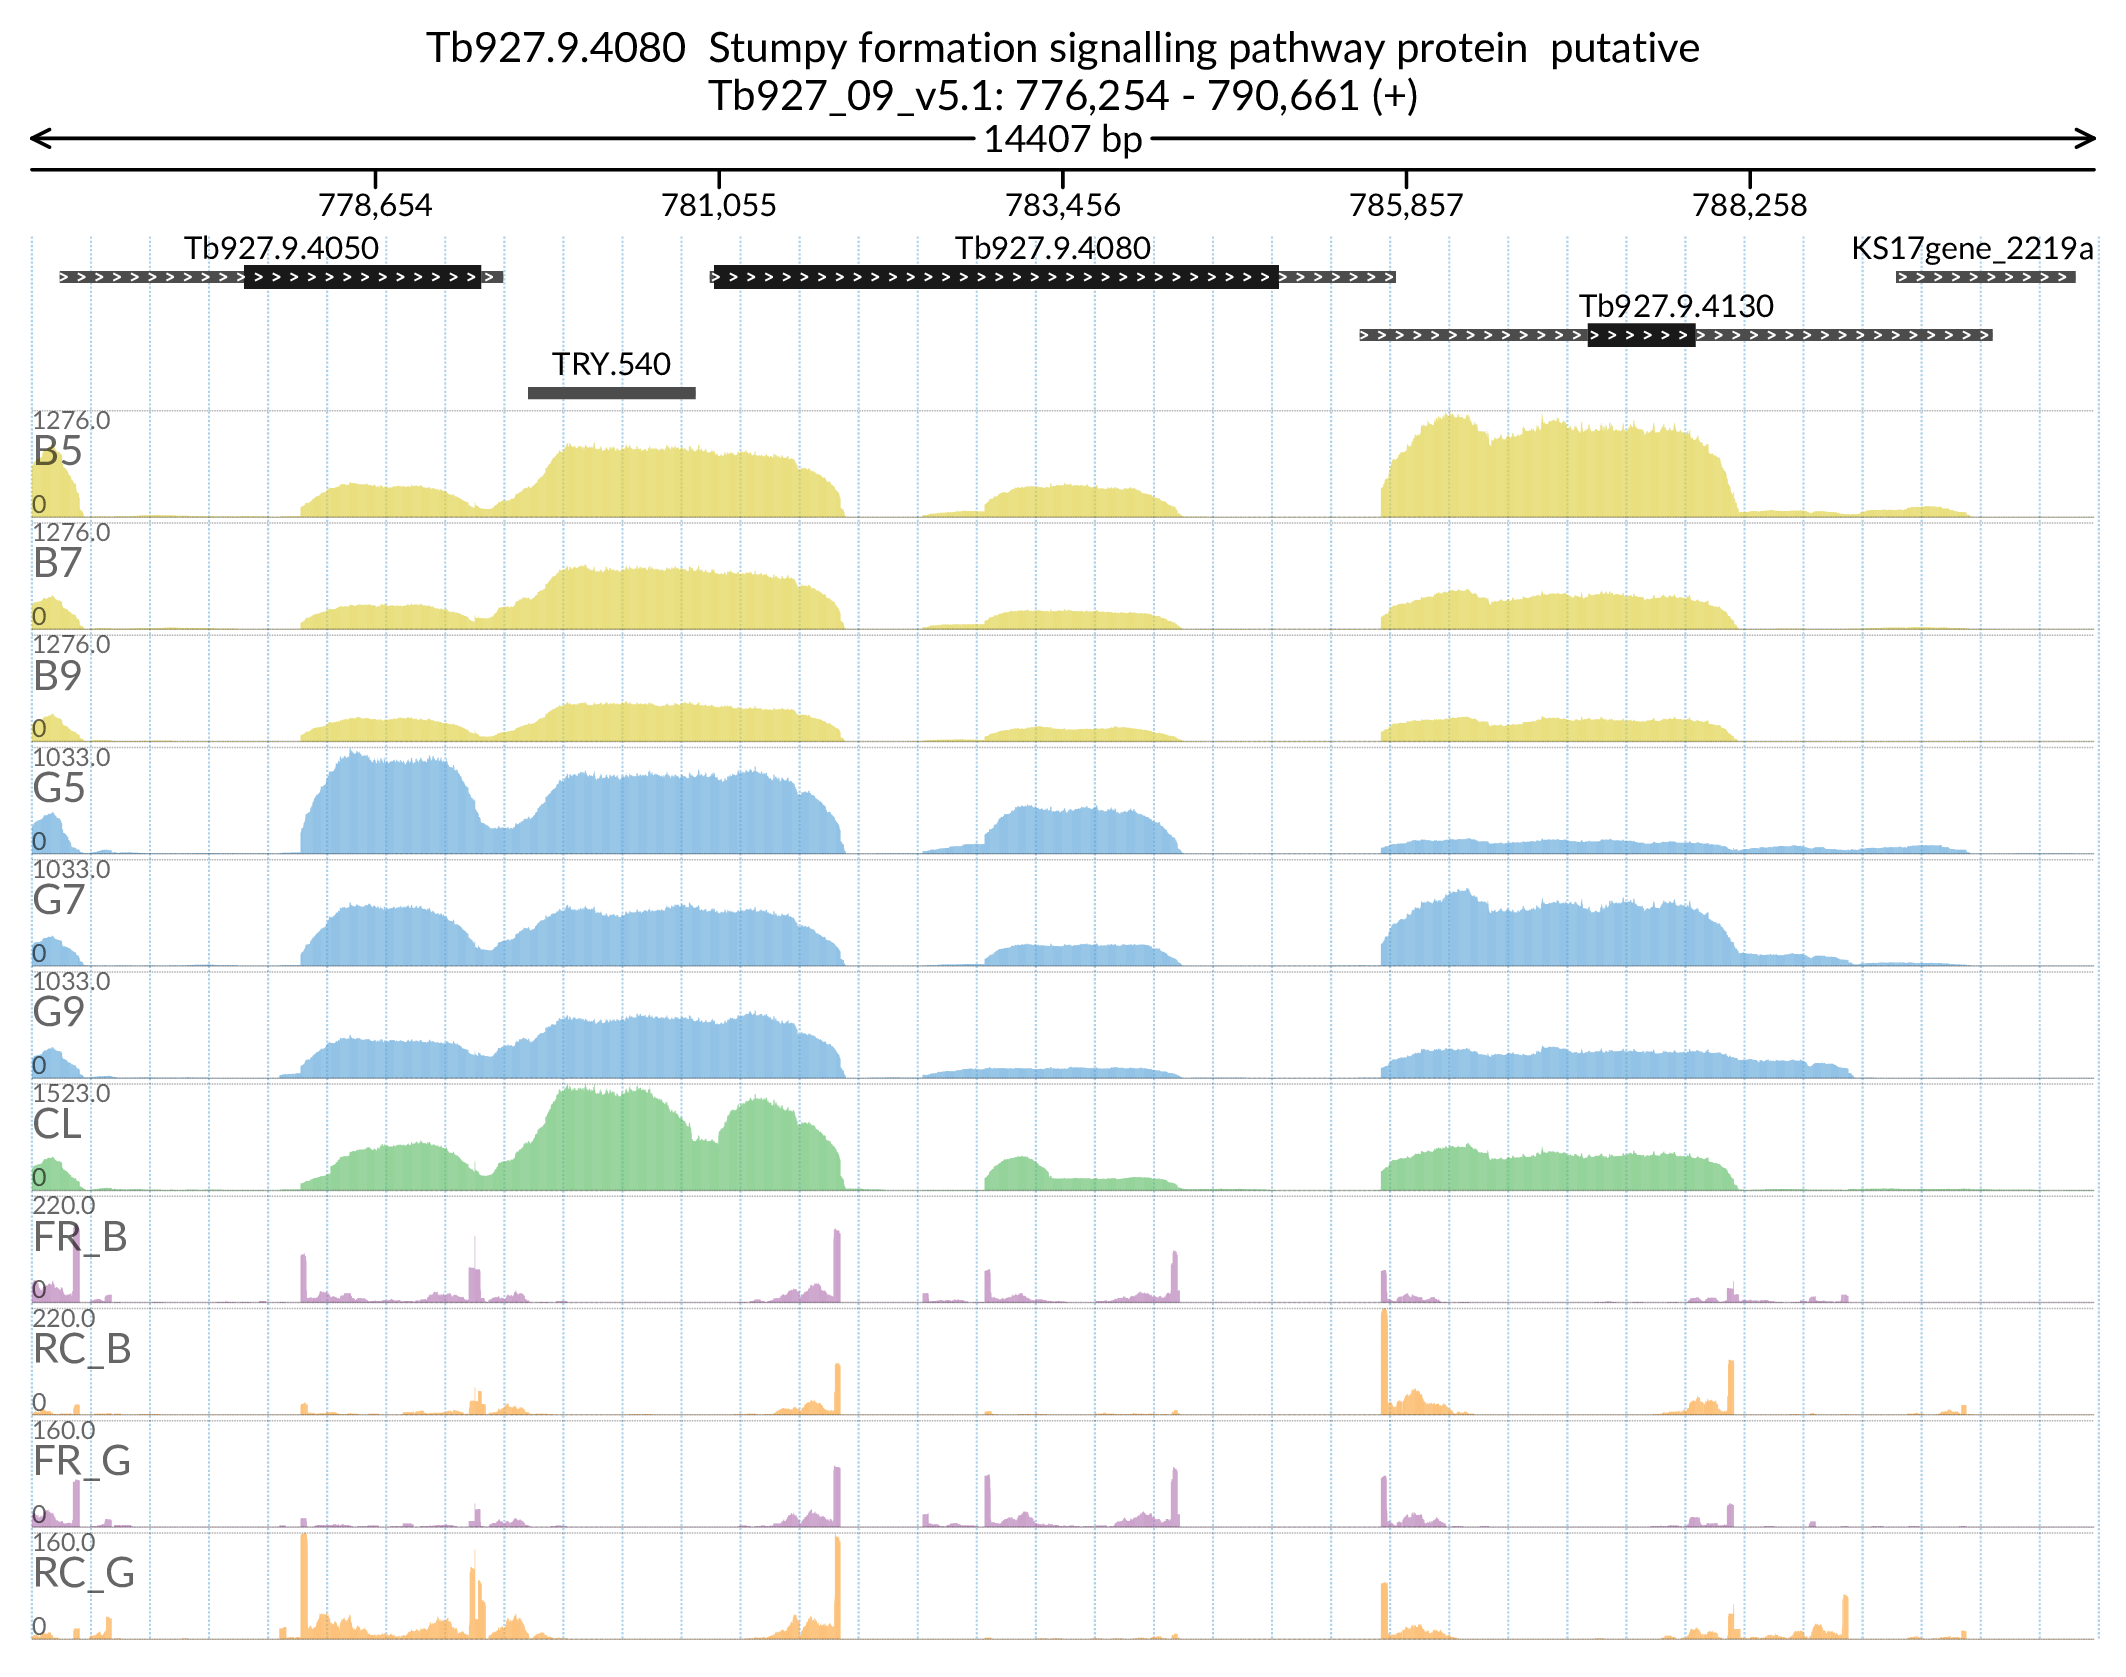 Tb927.9.4080  Stumpy formation signalling pathway protein  putative
Tb927_09_v5.1: 776,254 - 790,661 (+)
14407 bp
778,654 781,055 783,456 785,857 788,258
Tb927.9.4050 Tb927.9.4080 KS17gene_2219a
Tb927.9.4130
TRY.540
1276.0
B5
0
1276.0
B7
0
1276.0
B9
0
1033.0
G5
0
1033.0
G7
0
1033.0
G9
0
1523.0
CL
0
220.0
FR_B
0
220.0
RC_B
0
160.0
FR_G
0
160.0
RC_G
0